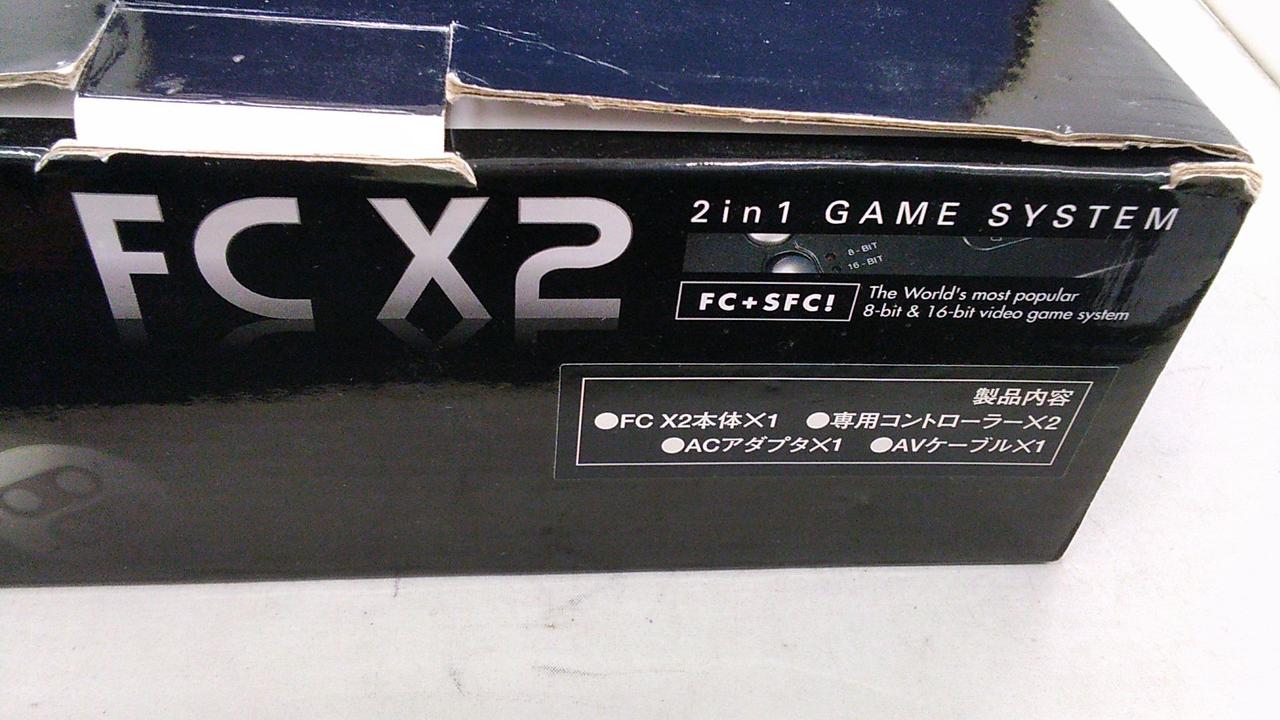 FC X2
2in1 GAME SYSTEM
8-BIT
16-BIT
FC+SFC!
The World's most popular
8-bit & 16-bit video game system
製品内容
●FC X2本体×1 ●専用コントローラー×2
●ACアダプタ×1 ●AVケーブル×1